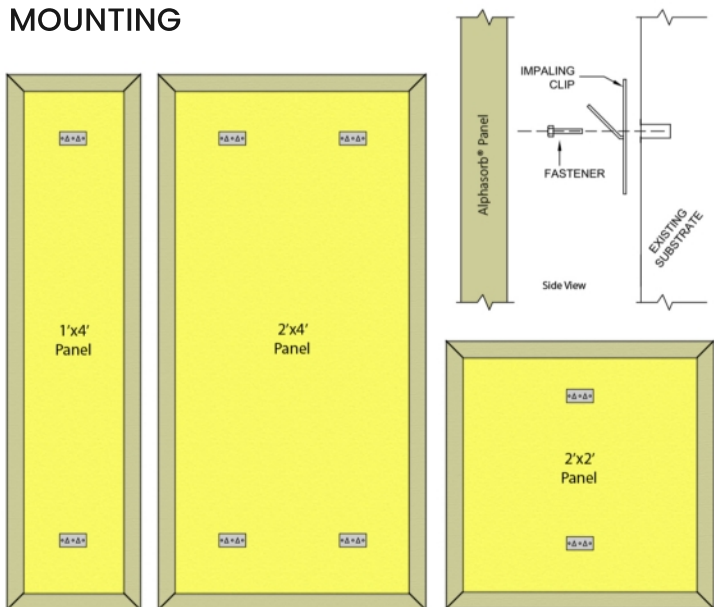 MOUNTING
1'x4'
Panel
2'x4'
Panel
Alphasorb® Panel
IMPALING
CLIP
FASTENER
EXISTING
SUBSTRATE
Side View
2'x2'
Panel